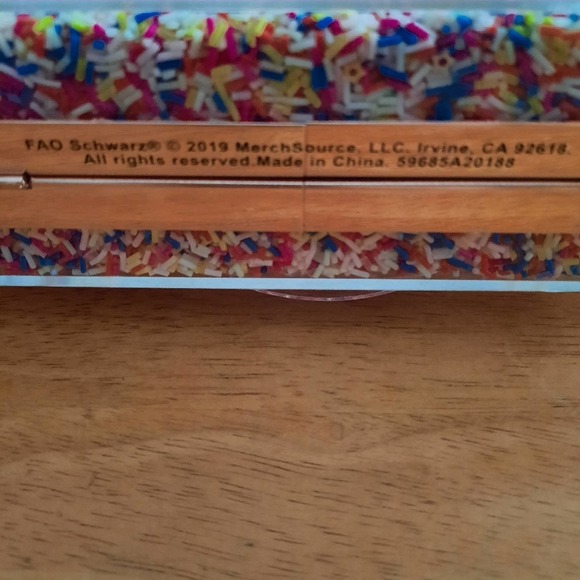 FAO Schwarz® © 2019 MerchSource, LLC. Irvine, CA 92618.
All rights reserved.Made in China. 59685A20188